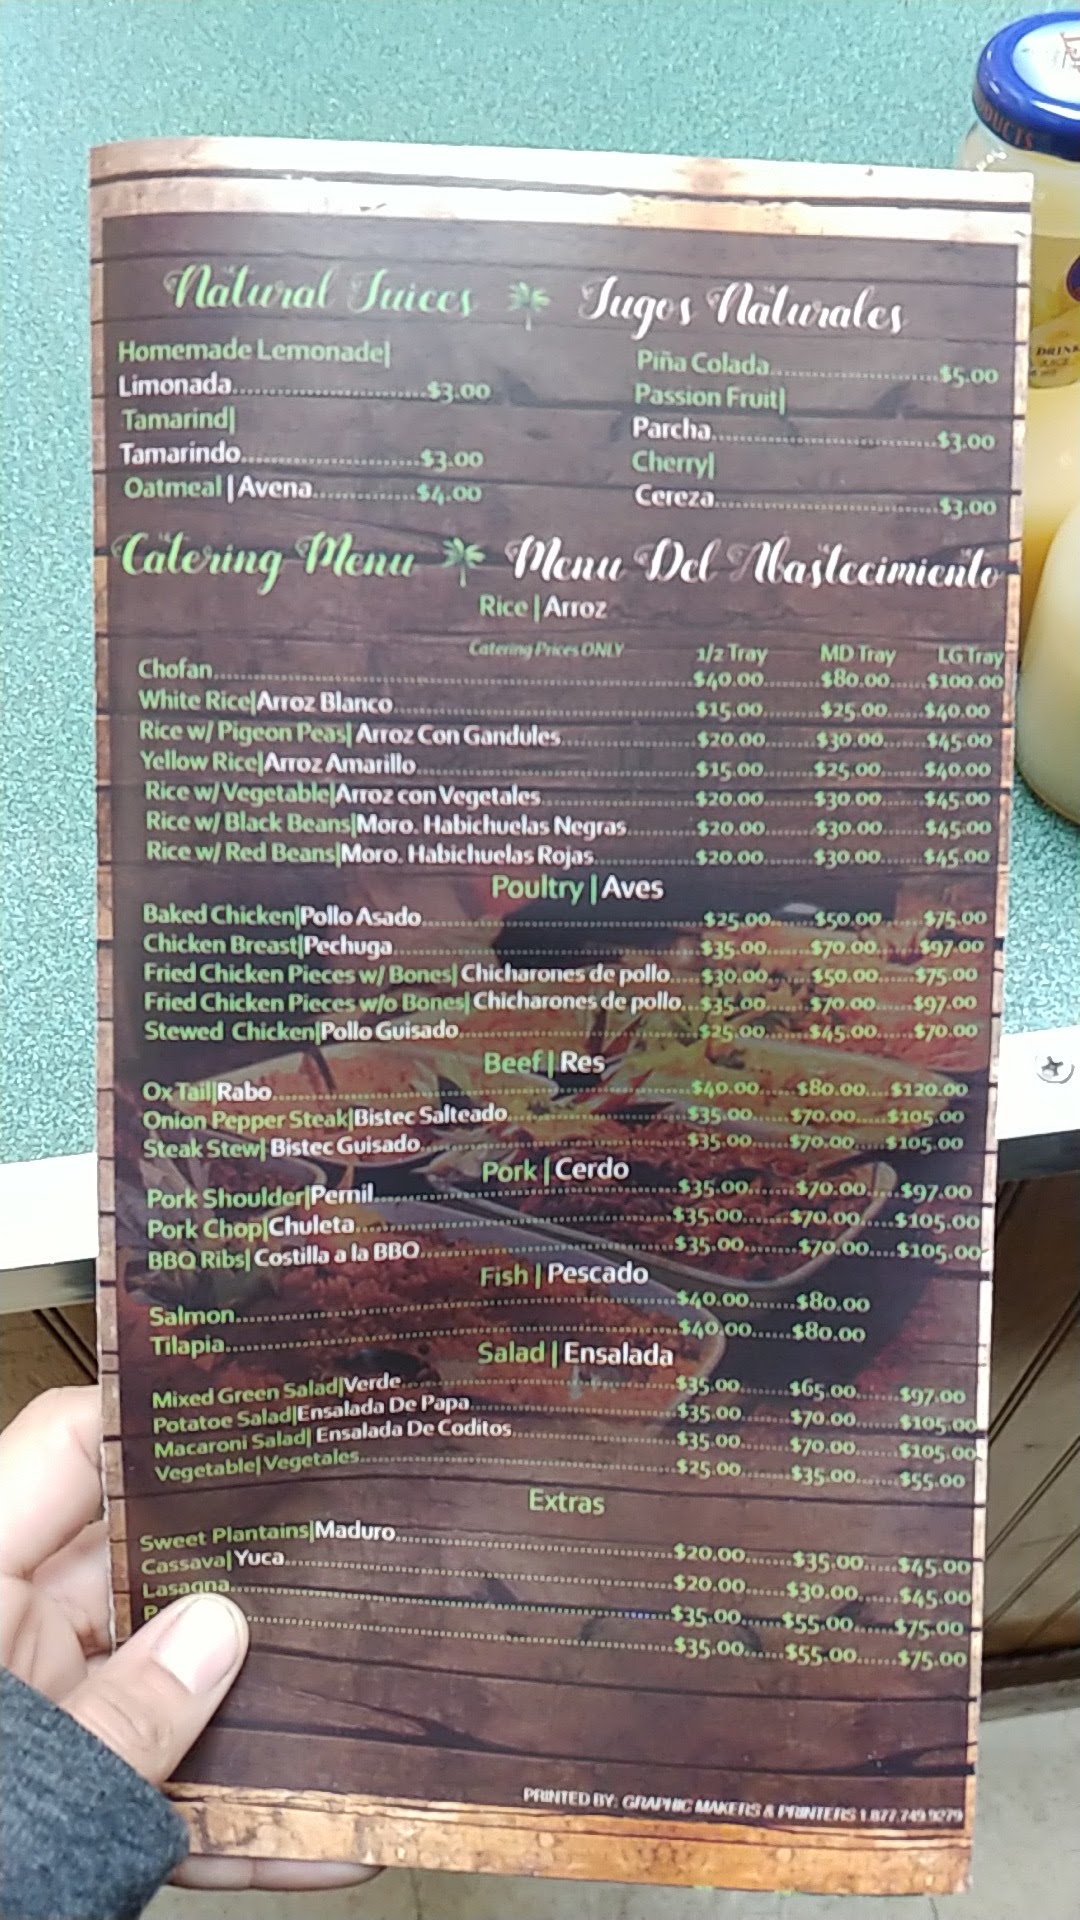 Natural Juices Jugos Naturales
Homemade Lemonade|
Limonada..............................$3.00
Tamarind|
Tamarindo...........................$3.00
Oatmeal | Avena................$4.00
Piña Colada..........................$5.00
Passion Fruit|
Parcha...................................$3.00
Cherry|
Cereza...................................$3.00
Catering Menu Menu Del Abastecimiento
Rice | Arroz
Catering Prices ONLY 1/2 Tray MD Tray LG Tray
Chofan....................$40.00.........$80.00......$100.00
White Rice|Arroz Blanco....................$15.00.........$25.00......$40.00
Rice w/ Pigeon Peas| Arroz Con Gandules....................$20.00........$30.00.......$45.00
Yellow Rice|Arroz Amarillo....................$15.00........$25.00.......$40.00
Rice w/ Vegetable|Arroz con Vegetales....................$20.00........$30.00.......$45.00
Rice w/ Black Beans|Moro. Habichuelas Negras............$20.00........$30.00.......$45.00
Rice w/ Red Beans|Moro. Habichuelas Rojas............$20.00........$30.00.......$45.00
Poultry | Aves
Baked Chicken|Pollo Asado....................$25.00.......$50.00.......$75.00
Chicken Breast|Pechuga....................$35.00.......$70.00.......$97.00
Fried Chicken Pieces w/ Bones| Chicharones de pollo.....$30.00.......$50.00.......$75.00
Fried Chicken Pieces w/o Bones| Chicharones de pollo...$35.00.......$70.00.......$97.00
Stewed Chicken|Pollo Guisado....................$25.00.......$45.00.......$70.00
Beef | Res
Ox Tail|Rabo....................$40.00......$80.00....$120.00
Onion Pepper Steak|Bistec Salteado....................$35.00......$70.00.....$105.00
Steak Stew| Bistec Guisado....................$35.00.......$70.00.....$105.00
Pork | Cerdo
Pork Shoulder|Pernil....................$35.00.......$70.00.....$97.00
Pork Chop|Chuleta....................$35.00.......$70.00.....$105.00
BBQ Ribs| Costilla a la BBQ....................$35.00........$70.00....$105.00
Fish | Pescado
Salmon....................$40.00.......$80.00
Tilapia....................$40.00......$80.00
Salad | Ensalada
Mixed Green Salad|Verde....................$35.00........$65.00.......$97.00
Potatoe Salad|Ensalada De Papa....................$35.00........$70.00......$105.00
Macaroni Salad| Ensalada De Coditos....................$35.00........$70.00......$105.00
Vegetable| Vegetales....................$25.00........$35.00.......$55.00
Extras
Sweet Plantains|Maduro....................$20.00.......$35.00.....$45.00
Cassava| Yuca....................$20.00.......$30.00......$45.00
Lasagna....................$35.00......$55.00......$75.00
....................$35.00......$55.00......$75.00
PRINTED BY: GRAPHIC MAKERS & PRINTERS 1.877.749.9279
DUCTS
DRINK